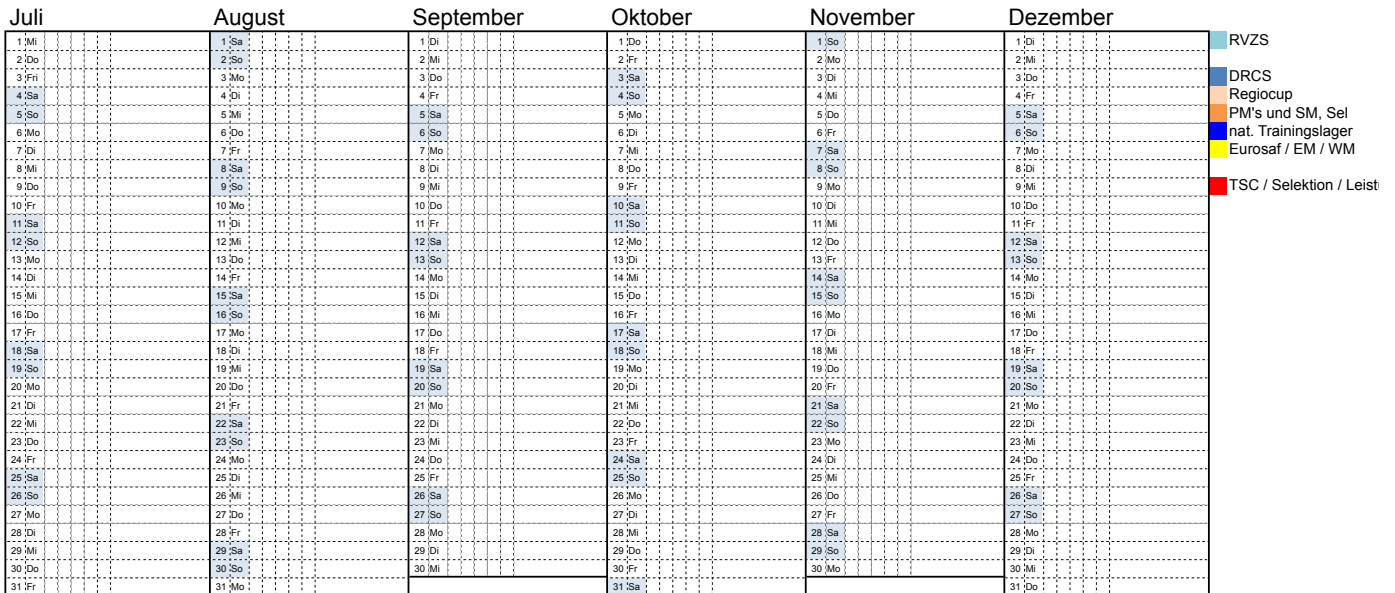 Juli August September Oktober November Dezember
1 Mi 1 Sa 1 Di 1 Do 1 So 1 Di RVZS
2 Do 2 So 2 Mi 2 Fr 2 Mo 2 Mi
3 Fri 3 Mo 3 Do 3 Sa 3 Di 3 Do DRCS
4 Sa 4 Di 4 Fr 4 So 4 Mi 4 Fr Regiocup
5 So 5 Mi 5 Sa 5 Mo 5 Do 5 Sa PM's und SM, Sel
6 Mo 6 Do 6 So 6 Di 6 Fr 6 So nat. Trainingslager
7 Di 7 Fr 7 Mo 7 Mi 7 Sa 7 Mo Eurosaf / EM / WM
8 Mi 8 Sa 8 Di 8 Do 8 So 8 Di
9 Do 9 So 9 Mi 9 Fr 9 Mo 9 Mi TSC / Selektion / Leist
10 Fr 10 Mo 10 Do 10 Sa 10 Di 10 Do
11 Sa 11 Di 11 Fr 11 So 11 Mi 11 Fr
12 So 12 Mi 12 Sa 12 Mo 12 Do 12 Sa
13 Mo 13 Do 13 So 13 Di 13 Fr 13 So
14 Di 14 Fr 14 Mo 14 Mi 14 Sa 14 Mo
15 Mi 15 Sa 15 Di 15 Do 15 So 15 Di
16 Do 16 So 16 Mi 16 Fr 16 Mo 16 Mi
17 Fr 17 Mo 17 Do 17 Sa 17 Di 17 Do
18 Sa 18 Di 18 Fr 18 So 18 Mi 18 Fr
19 So 19 Mi 19 Sa 19 Mo 19 Do 19 Sa
20 Mo 20 Do 20 So 20 Di 20 Fr 20 So
21 Di 21 Fr 21 Mo 21 Mi 21 Sa 21 Mo
22 Mi 22 Sa 22 Di 22 Do 22 So 22 Di
23 Do 23 So 23 Mi 23 Fr 23 Mo 23 Mi
24 Fr 24 Mo 24 Do 24 Sa 24 Di 24 Do
25 Sa 25 Di 25 Fr 25 So 25 Mi 25 Fr
26 So 26 Mi 26 Sa 26 Mo 26 Do 26 Sa
27 Mo 27 Do 27 So 27 Di 27 Fr 27 So
28 Di 28 Fr 28 Mo 28 Mi 28 Sa 28 Mo
29 Mi 29 Sa 29 Di 29 Do 29 So 29 Di
30 Do 30 So 30 Mi 30 Fr 30 Mo 30 Mi
31 Fr 31 Mo 31 Sa 31 Do